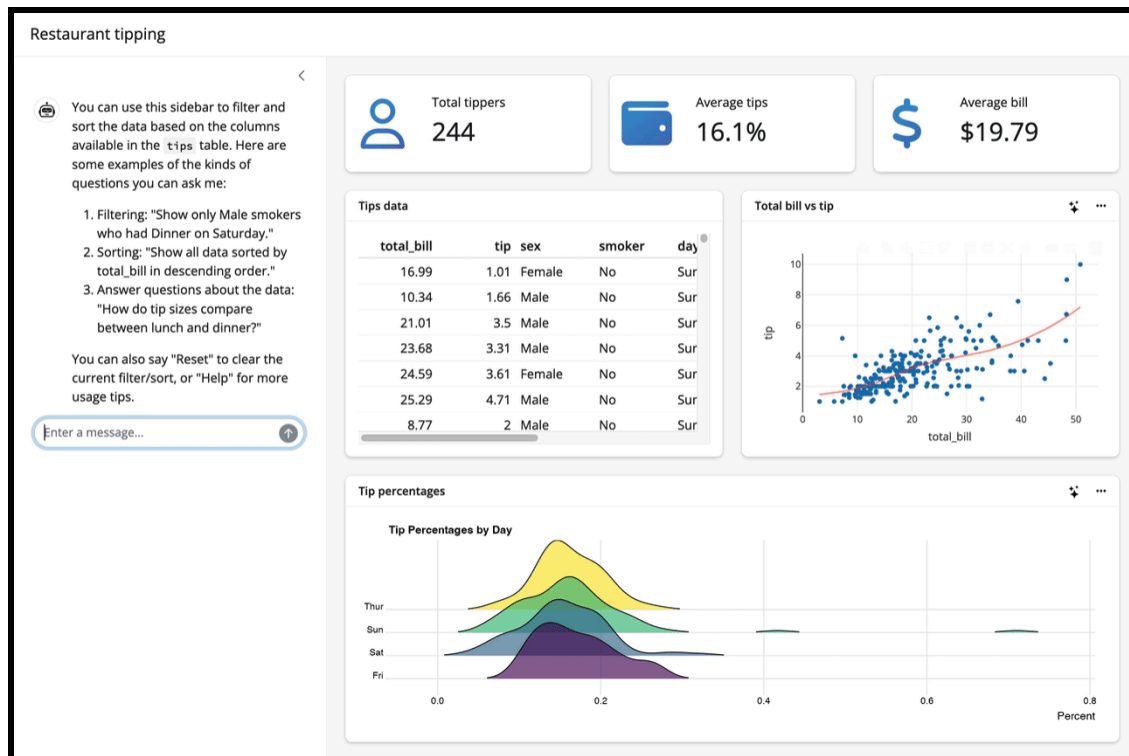 Restaurant tipping
You can use this sidebar to filter and
sort the data based on the columns
available in the tips table. Here are
some examples of the kinds of
questions you can ask me:
1. Filtering: "Show only Male smokers
who had Dinner on Saturday."
2. Sorting: "Show all data sorted by
total_bill in descending order."
3. Answer questions about the data:
"How do tip sizes compare
between lunch and dinner?"
You can also say "Reset" to clear the
current filter/sort, or "Help" for more
usage tips.
Enter a message...
Total tippers
244
Average tips
16.1%
Average bill
$19.79
Tips data
total_bill tip sex smoker day
16.99 1.01 Female No Sun
10.34 1.66 Male No Sun
21.01 3.5 Male No Sun
23.68 3.31 Male No Sun
24.59 3.61 Female No Sun
25.29 4.71 Male No Sun
8.77 2 Male No Sun
Total bill vs tip
10
8
6
4
2
tip
0 10 20 30 40 50
total_bill
Tip percentages
Tip Percentages by Day
Thur
Sun
Sat
Fri
0.0 0.2 0.4 0.6 0.8
Percent